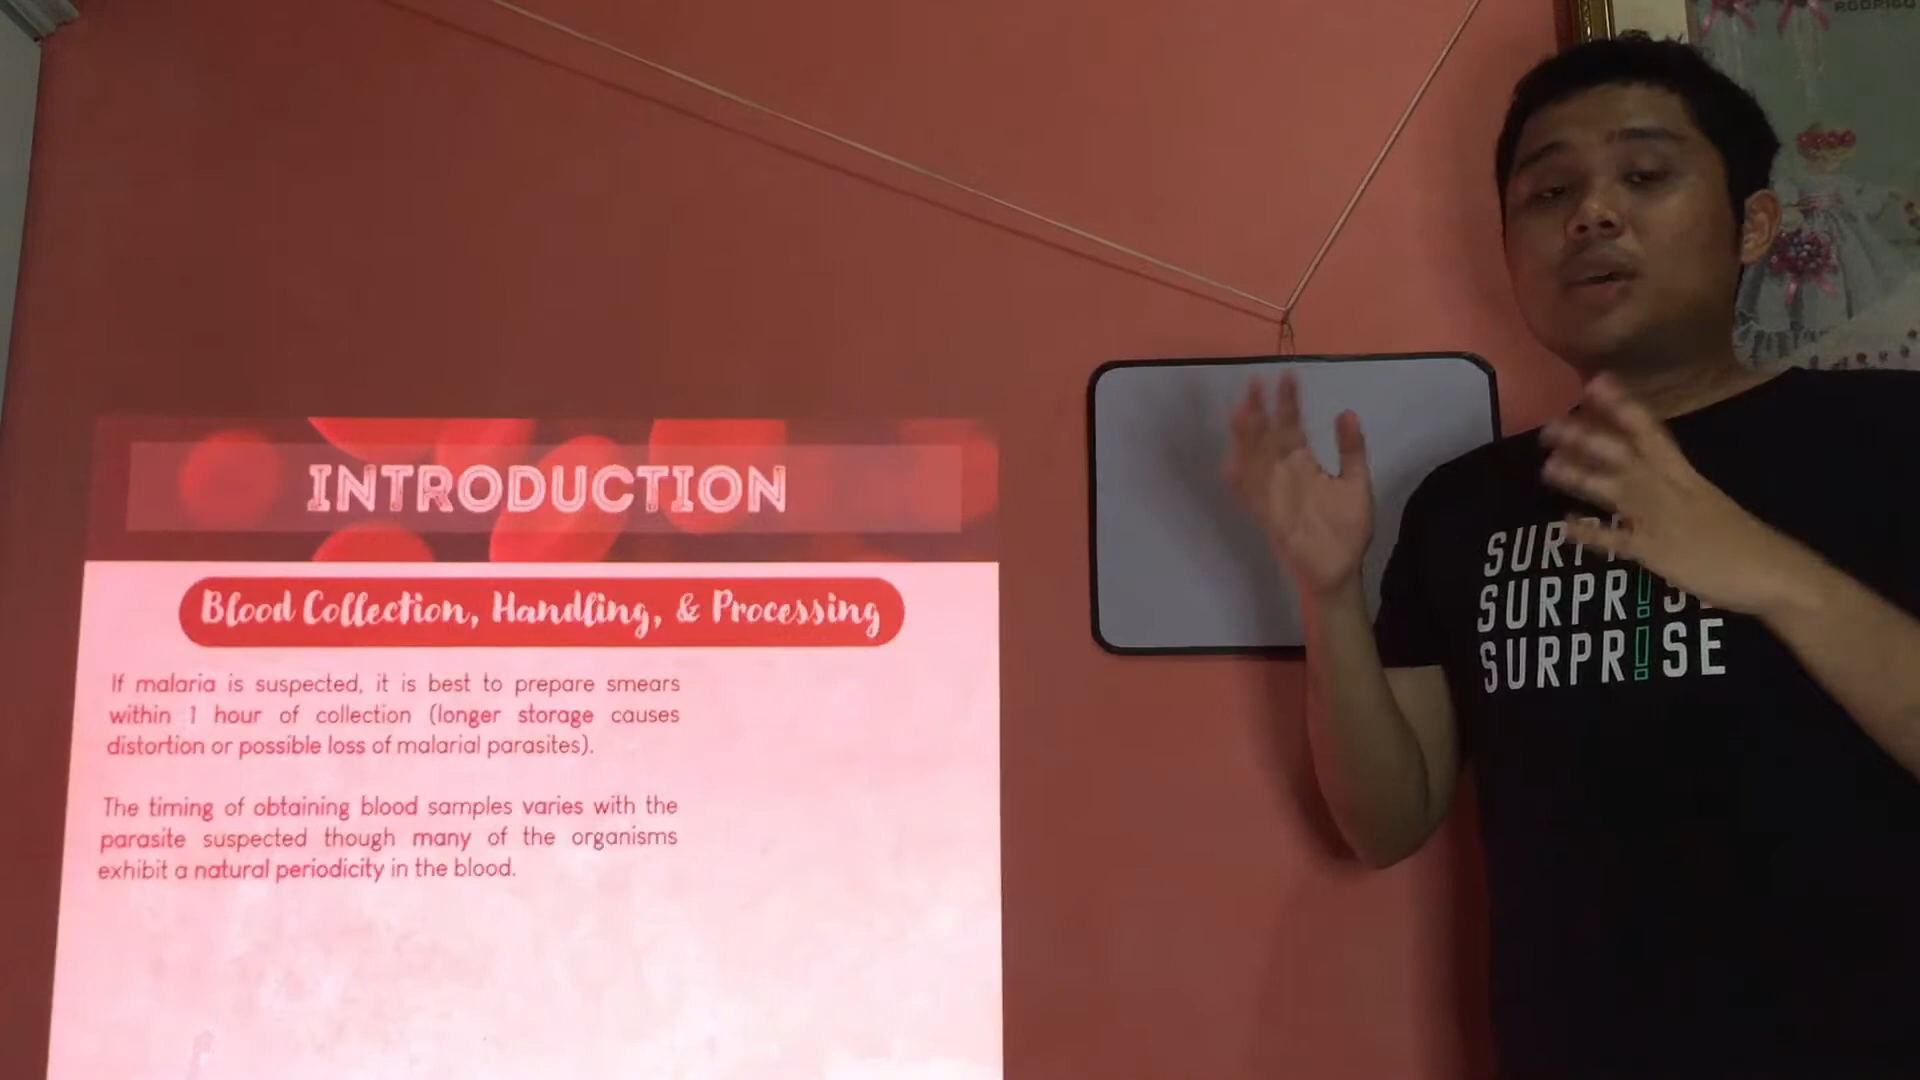 RODRIGO
INTRODUCTION
Blood Collection, Handling, & Processing
If malaria is suspected, it is best to prepare smears
within 1 hour of collection (longer storage causes
distortion or possible loss of malarial parasites).
The timing of obtaining blood samples varies with the
parasite suspected though many of the organisms
exhibit a natural periodicity in the blood.
SURPR!SE
SURPR!SE